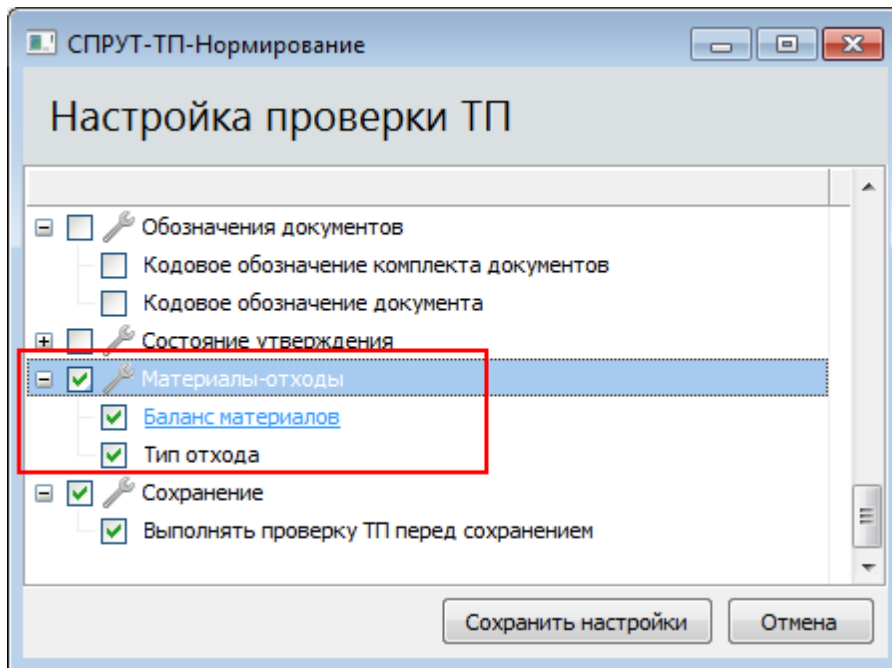 СПРУТ-ТП-Нормирование
Настройка проверки ТП
Обозначения документов
Кодовое обозначение комплекта документов
Кодовое обозначение документа
Состояние утверждения
Материалы-отходы
Баланс материалов
Тип отхода
Сохранение
Выполнять проверку ТП перед сохранением
Сохранить настройки Отмена